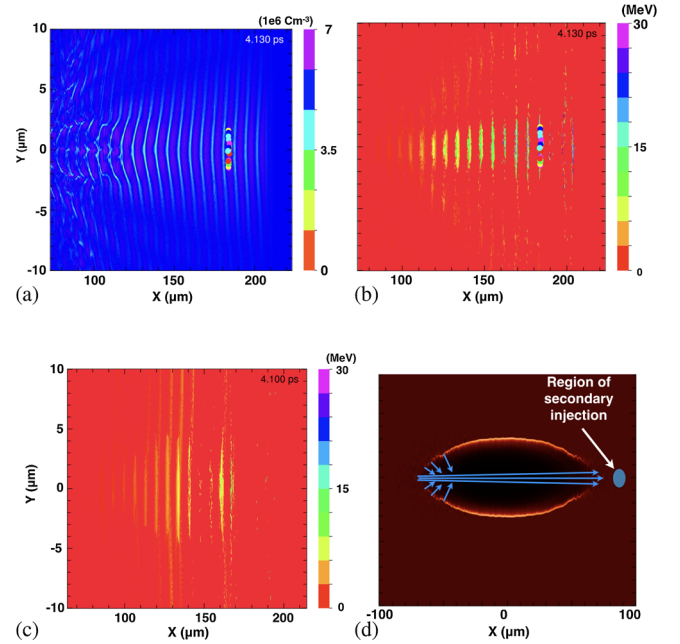 (1e6 Cm-³)
10
4.130 ps
7
5
Y (µm)
0
3.5
-5
-10
0
100
150
200
X (µm)
(a)
(MeV)
4.130 ps
30
15
0
100
150
200
X (µm)
(b)
(MeV)
10
4.100 ps
30
5
Y (µm)
0
15
-5
-10
0
100
150
200
X (µm)
(c)
Region of
secondary
injection
-100
0
100
X (µm)
(d)